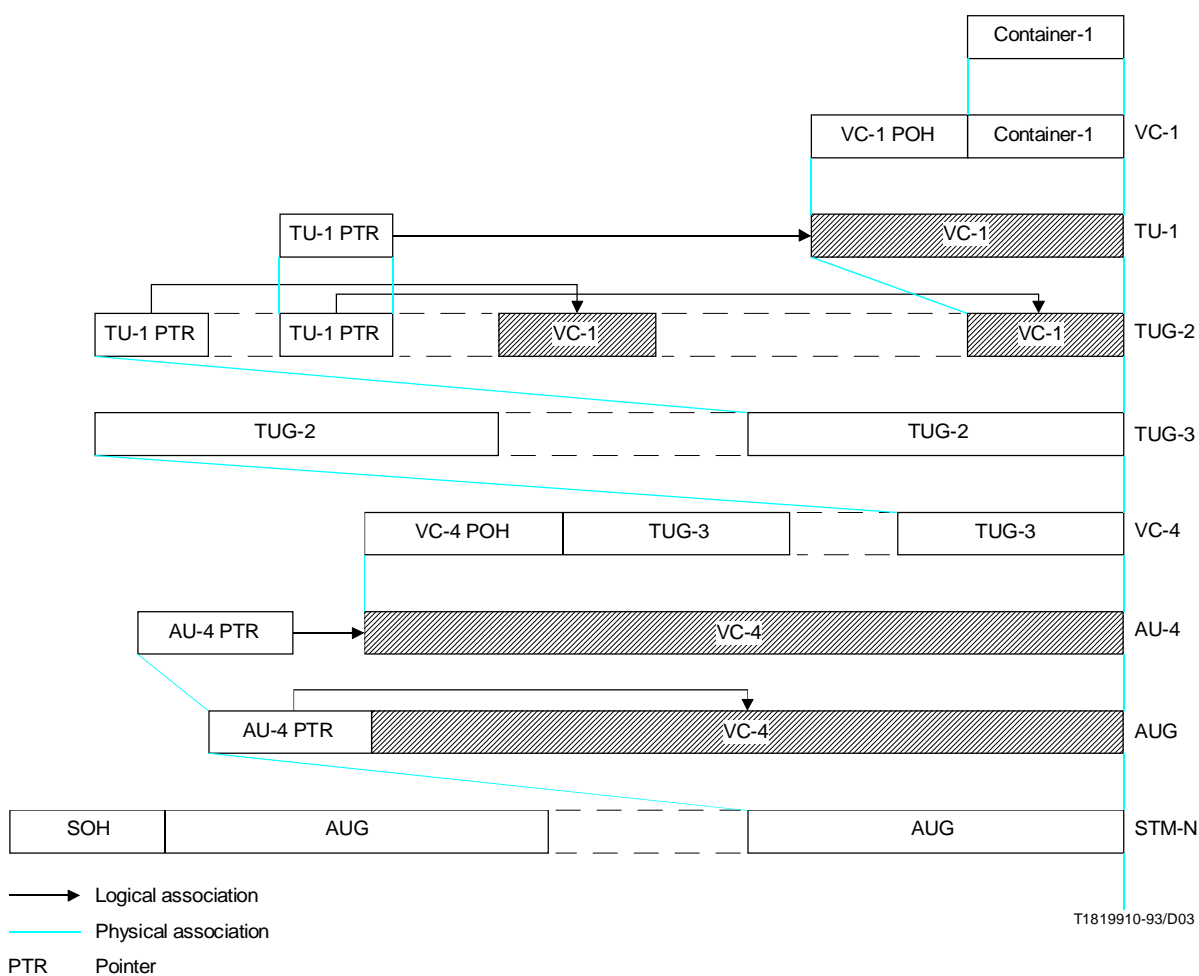 Container-1
VC-1 POH Container-1 VC-1
TU-1 PTR VC-1 TU-1
TU-1 PTR TU-1 PTR VC-1 VC-1 TUG-2
TUG-2 TUG-2 TUG-3
VC-4 POH TUG-3 TUG-3 VC-4
AU-4 PTR VC-4 AU-4
AU-4 PTR VC-4 AUG
SOH AUG AUG STM-N
Logical association
T1819910-93/D03
Physical association
PTR Pointer